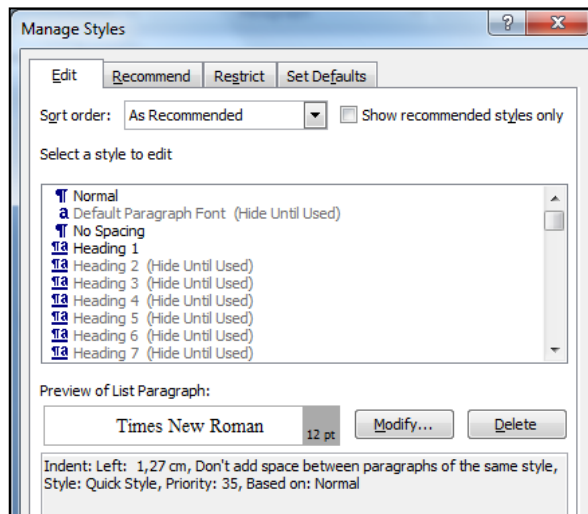 Manage Styles
Edit Recommend Restrict Set Defaults
Sort order: As Recommended Show recommended styles only
Select a style to edit
¶ Normal
a Default Paragraph Font (Hide Until Used)
¶ No Spacing
¶a Heading 1
¶a Heading 2 (Hide Until Used)
¶a Heading 3 (Hide Until Used)
¶a Heading 4 (Hide Until Used)
¶a Heading 5 (Hide Until Used)
¶a Heading 6 (Hide Until Used)
¶a Heading 7 (Hide Until Used)
Preview of List Paragraph:
Times New Roman 12 pt Modify... Delete
Indent: Left: 1,27 cm, Don't add space between paragraphs of the same style,
Style: Quick Style, Priority: 35, Based on: Normal